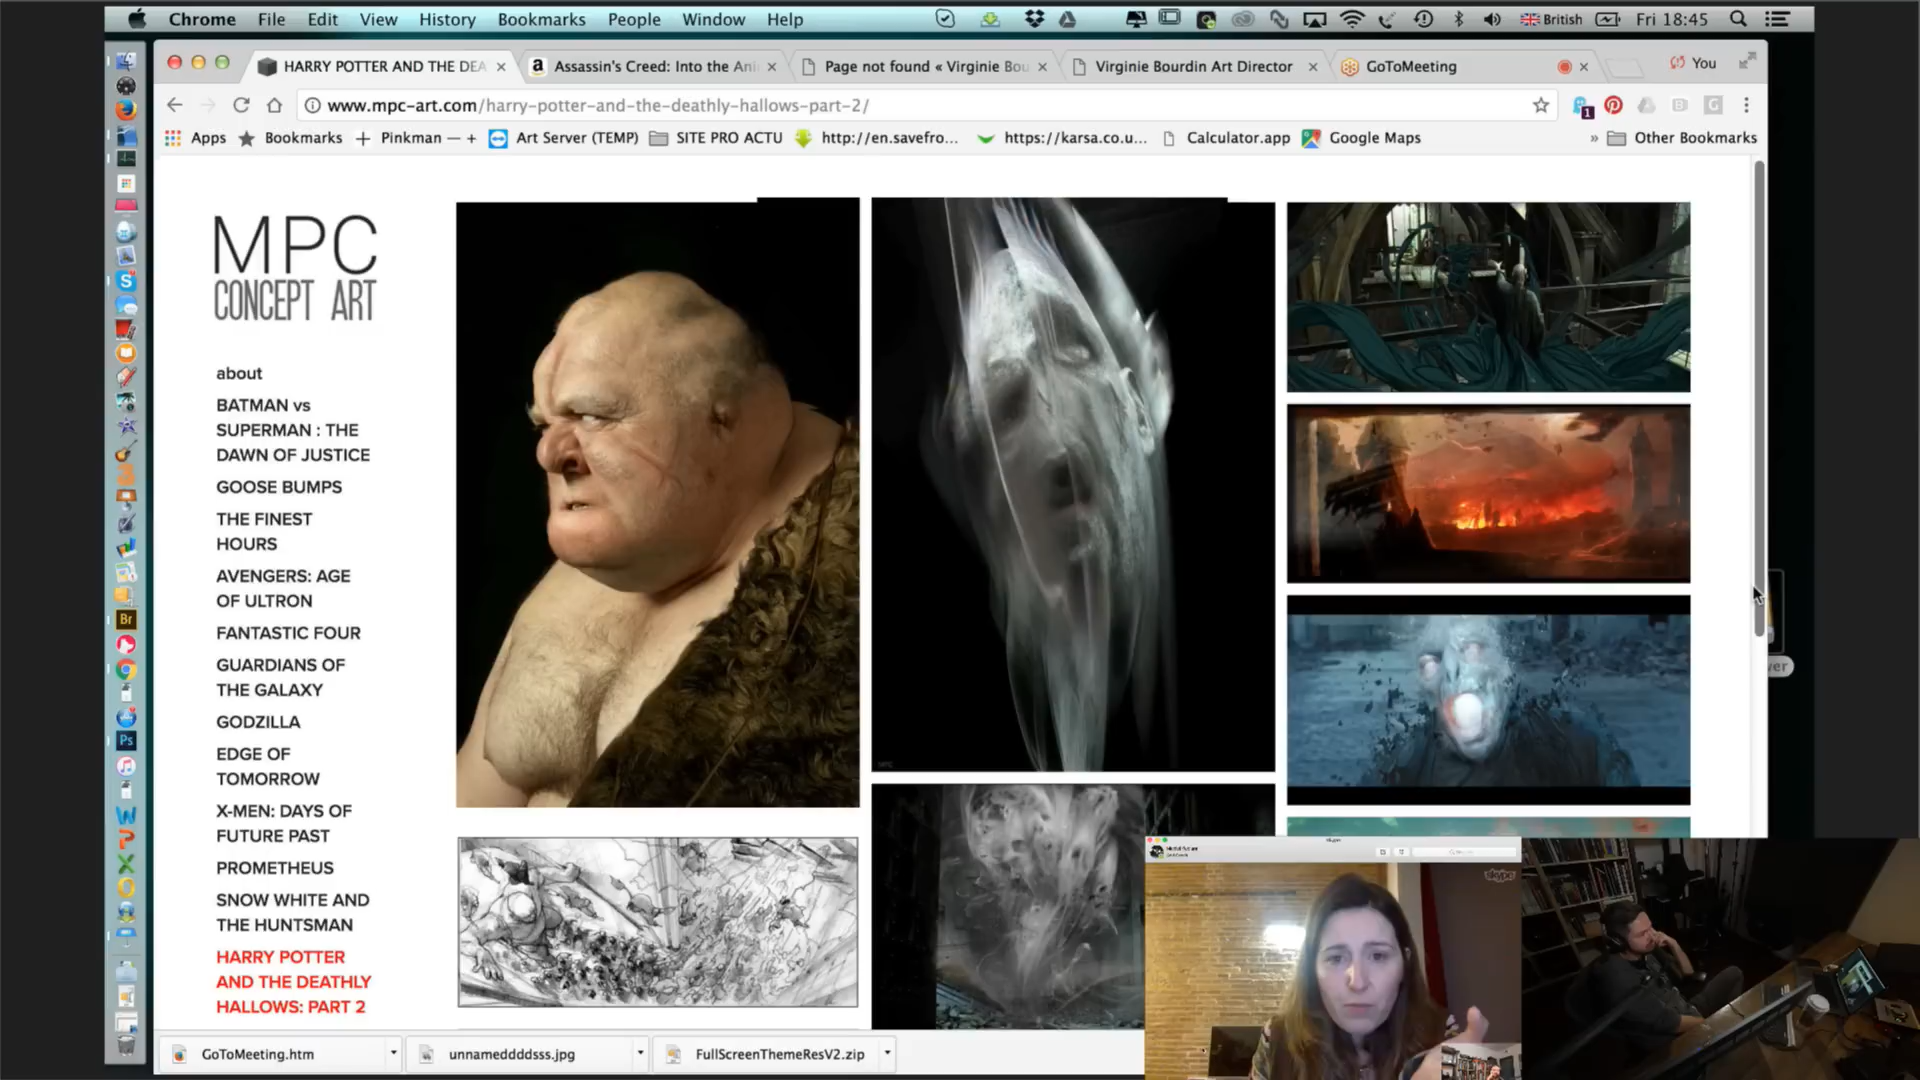 Chrome File Edit View History Bookmarks People Window Help British Fri 18:45
HARRY POTTER AND THE DEA Assassin's Creed: Into the Ani Page not found « Virginie Bou Virginie Bourdin Art Director GoToMeeting You
www.mpc-art.com/harry-potter-and-the-deathly-hallows-part-2/
1
Apps Bookmarks Pinkman — + Art Server (TEMP) SITE PRO ACTU http://en.savefro... https://karsa.co.u... Calculator.app Google Maps » Other Bookmarks
MPC
CONCEPT ART
about
BATMAN vs
SUPERMAN : THE
DAWN OF JUSTICE
GOOSE BUMPS
THE FINEST
HOURS
AVENGERS: AGE
OF ULTRON
FANTASTIC FOUR
GUARDIANS OF
THE GALAXY
GODZILLA
EDGE OF
TOMORROW
X-MEN: DAYS OF
FUTURE PAST
PROMETHEUS
SNOW WHITE AND
THE HUNTSMAN
HARRY POTTER
AND THE DEATHLY
HALLOWS: PART 2
Br
Ps
ver
skype
GoToMeeting.htm unnameddddsss.jpg FullScreenThemeResV2.zip